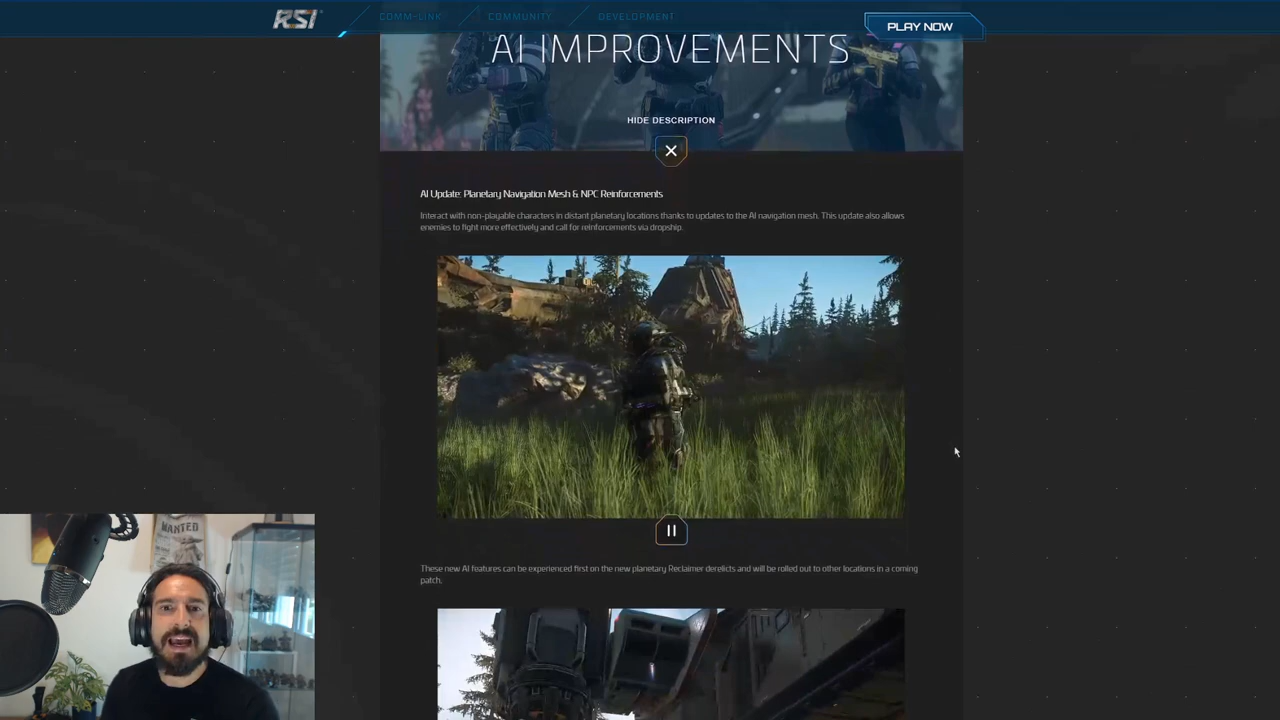 RSI
COMM-LINK
COMMUNITY
DEVELOPMENT
PLAY NOW
AI IMPROVEMENTS
HIDE DESCRIPTION
AI Update: Planetary Navigation Mesh & NPC Reinforcements
Interact with non-playable characters in distant planetary locations thanks to updates to the AI navigation mesh. This update also allows
enemies to fight more effectively and call for reinforcements via dropship.
These new AI features can be experienced first on the new planetary Reclaimer derelicts and will be rolled out to other locations in a coming
patch.
WANTED